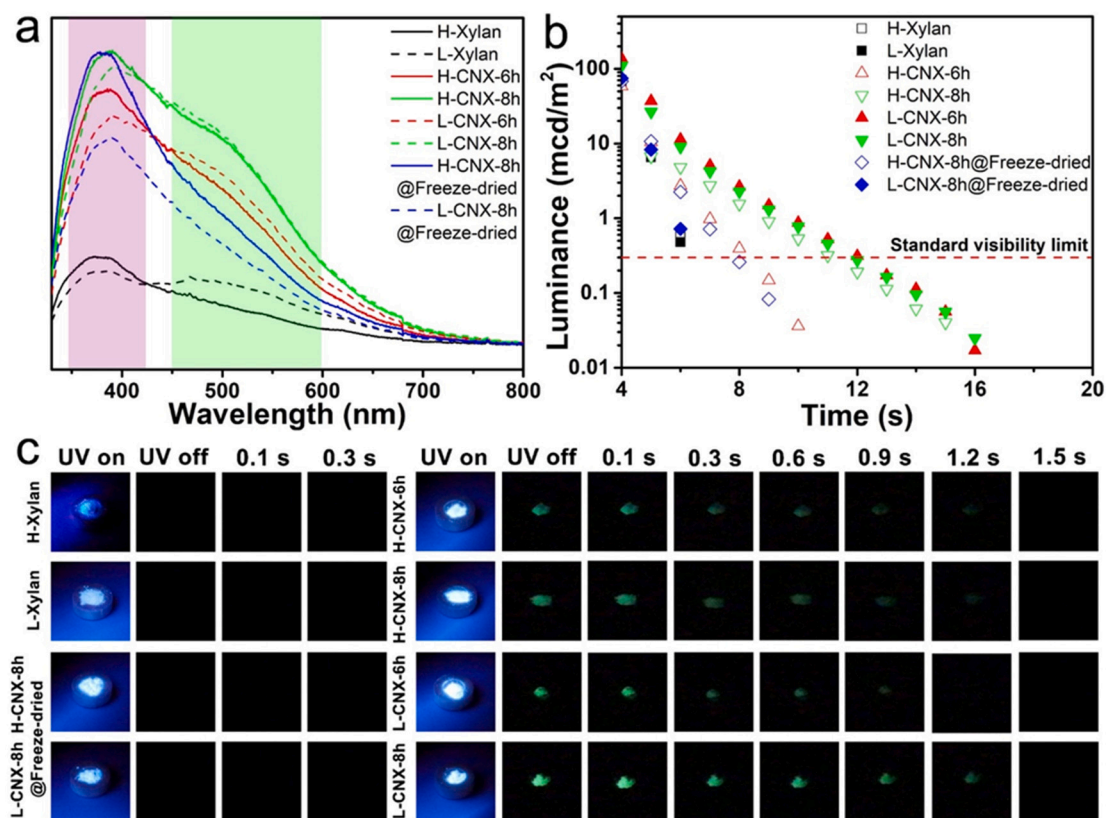 a
H-Xylan
L-Xylan
H-CNX-6h
H-CNX-8h
L-CNX-6h
L-CNX-8h
H-CNX-8h
@Freeze-dried
L-CNX-8h
@Freeze-dried
400
500
600
700
800
Wavelength (nm)
b
H-Xylan
L-Xylan
H-CNX-6h
H-CNX-8h
L-CNX-6h
L-CNX-8h
H-CNX-8h@Freeze-dried
L-CNX-8h@Freeze-dried
Standard visibility limit
Luminance (mcd/m²)
100
10
1
0.1
0.01
4
8
12
16
20
Time (s)
c
UV on
UV off
0.1 s
0.3 s
UV on
UV off
0.1 s
0.3 s
0.6 s
0.9 s
1.2 s
1.5 s
H-Xylan
L-Xylan
H-CNX-8h
L-CNX-8h
@Freeze-dried
H-CNX-6h
H-CNX-8h
L-CNX-6h
L-CNX-8h